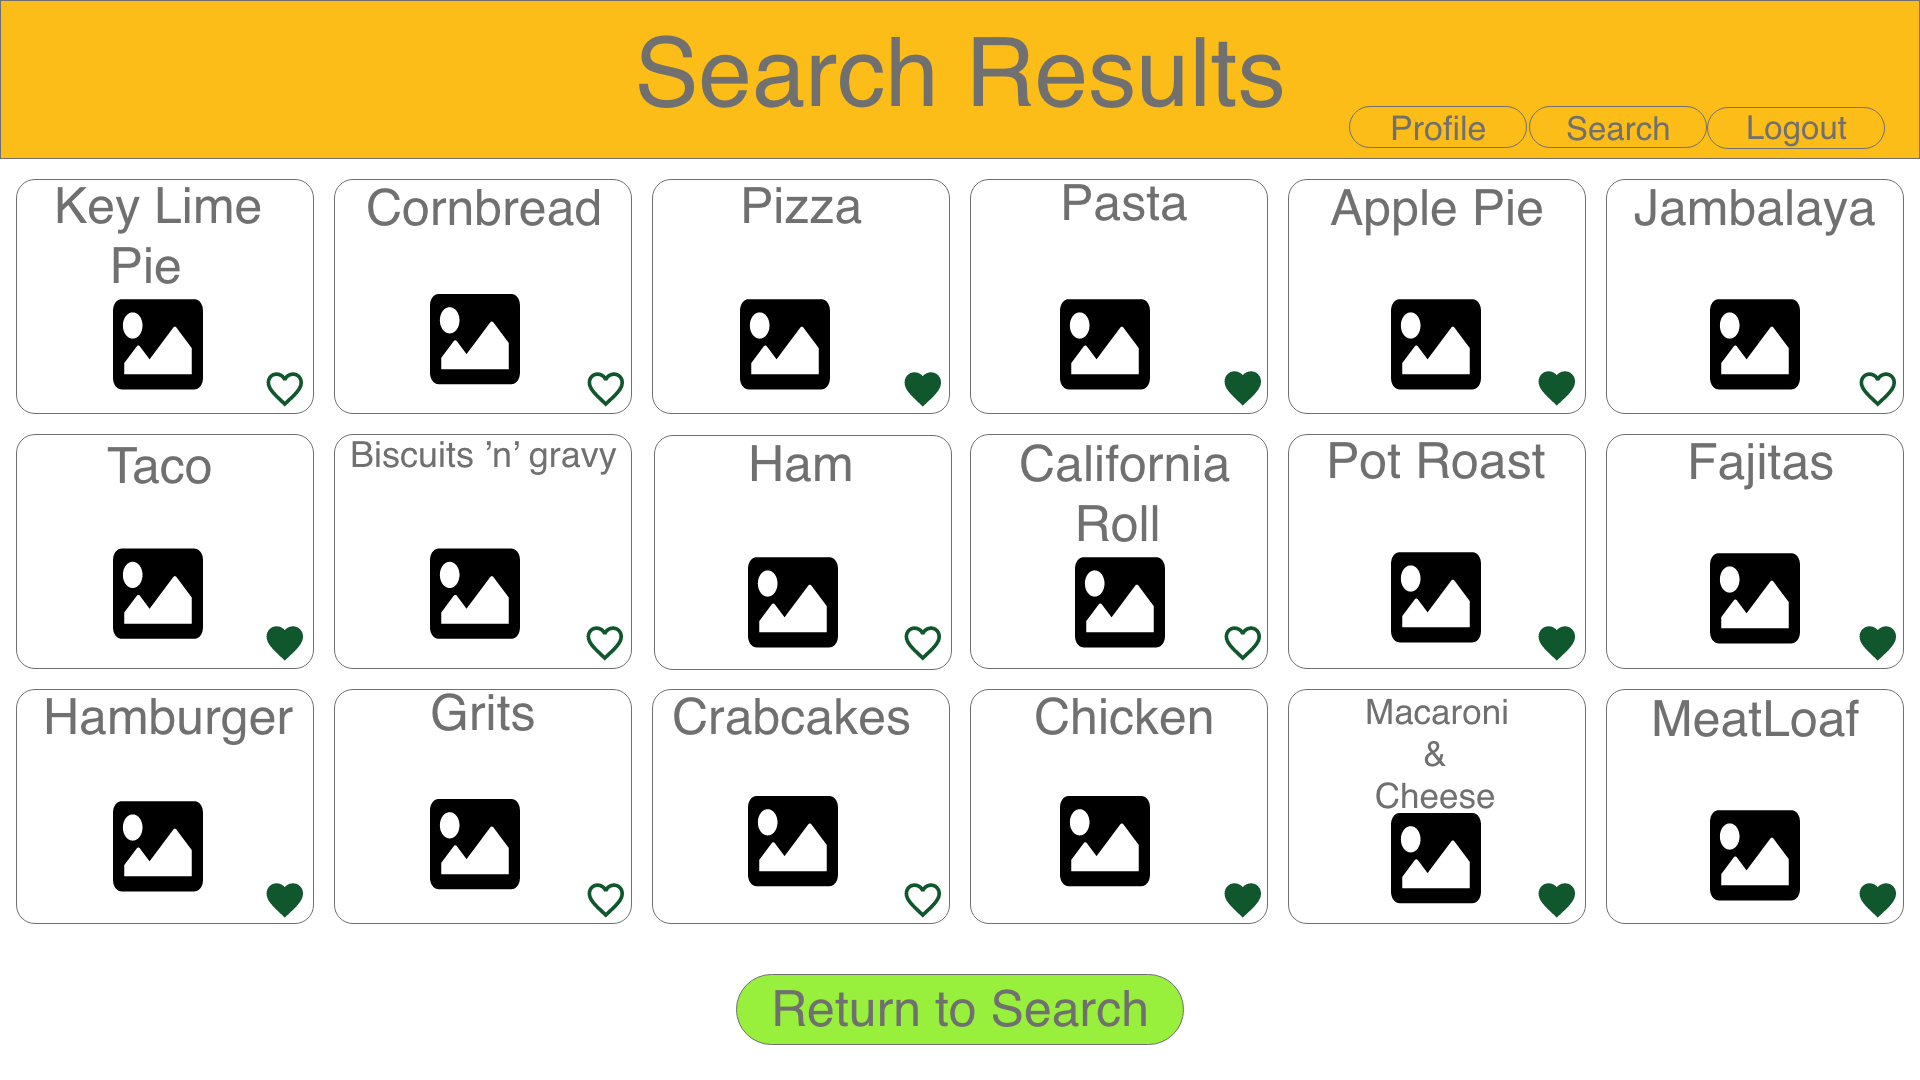 Search Results
Profile
Search
Logout
Key Lime
Pie
Cornbread
Pizza
Pasta
Apple Pie
Jambalaya
Taco
Biscuits ’n’ gravy
Ham
California
Roll
Pot Roast
Fajitas
Hamburger
Grits
Crabcakes
Chicken
Macaroni
&
Cheese
MeatLoaf
Return to Search